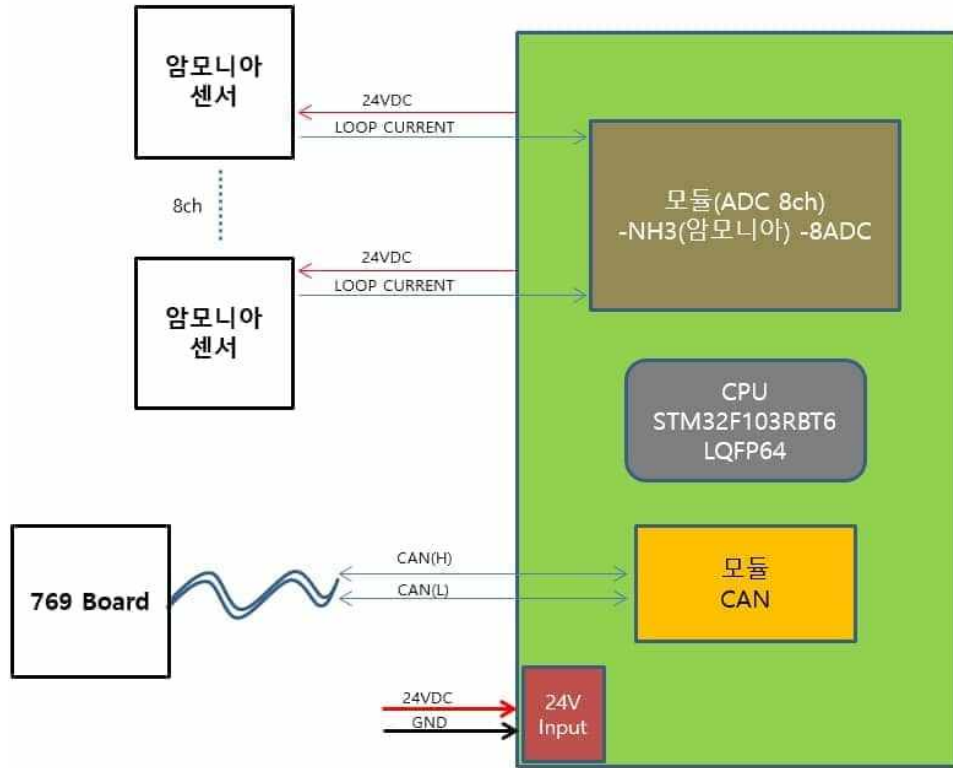 암모니아
센서
24VDC
LOOP CURRENT
8ch
모듈(ADC 8ch)
-NH3(암모니아) -8ADC
암모니아
센서
24VDC
LOOP CURRENT
CPU
STM32F103RBT6
LQFP64
769 Board
CAN(H)
CAN(L)
모듈
CAN
24VDC
GND
24V
Input